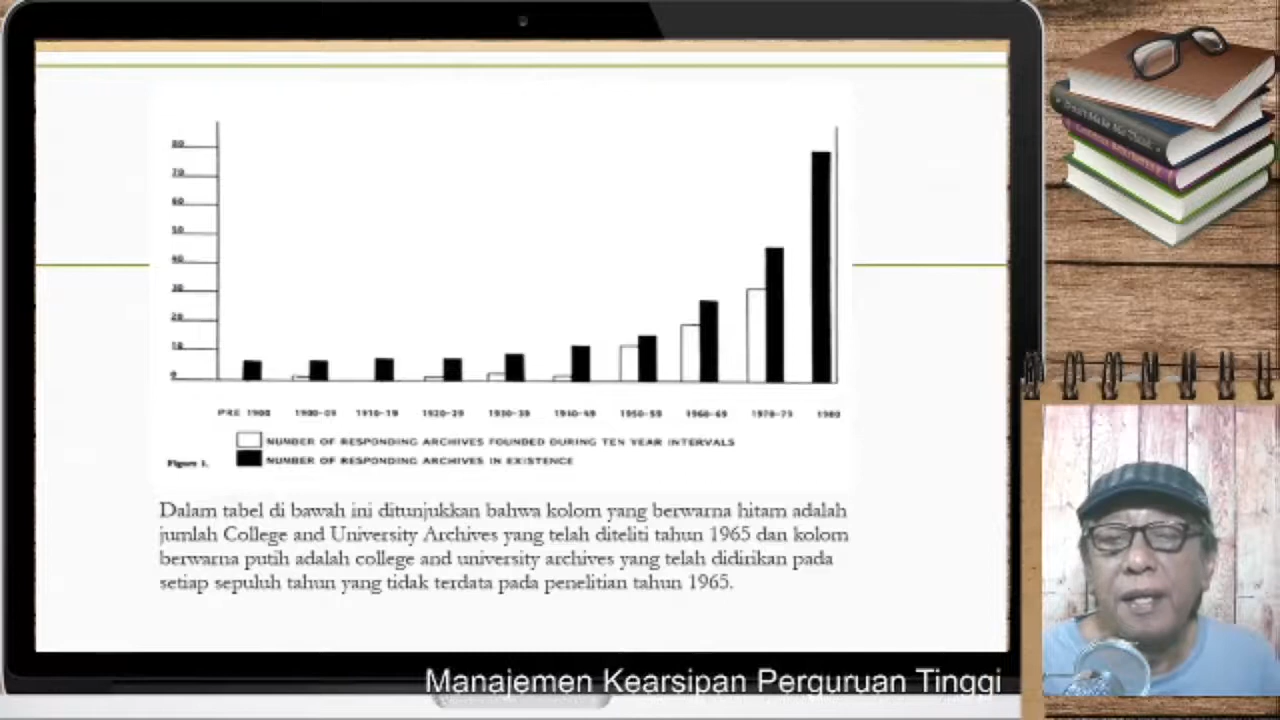 80
70
60
50
40
30
20
10
0
PRE 1900 1900-09 1910-19 1920-29 1930-39 1940-49 1950-59 1960-69 1970-79 1980
NUMBER OF RESPONDING ARCHIVES FOUNDED DURING TEN YEAR INTERVALS
Figure 1. NUMBER OF RESPONDING ARCHIVES IN EXISTENCE
Dalam tabel di bawah ini ditunjukkan bahwa kolom yang berwarna hitam adalah
jumlah College and University Archives yang telah diteliti tahun 1965 dan kolom
berwarna putih adalah college and university archives yang telah didirikan pada
setiap sepuluh tahun yang tidak terdata pada penelitian tahun 1965.
Manajemen Kearsipan Perguruan Tinggi
Don't Make Me Think